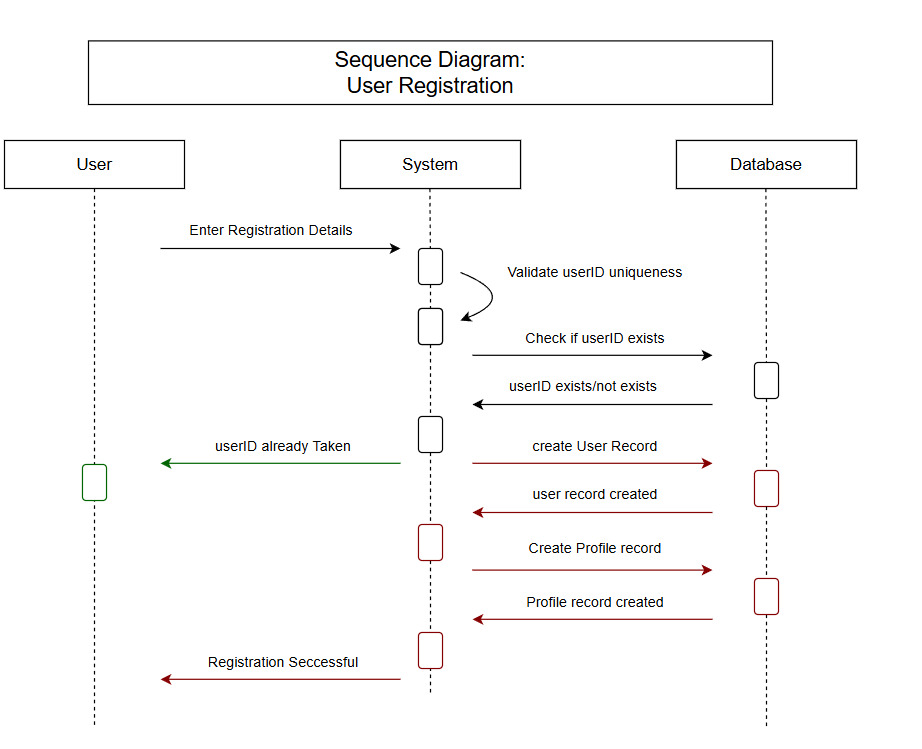 Sequence Diagram:
User Registration
User
System
Database
Enter Registration Details
Validate userID uniqueness
Check if userID exists
userID exists/not exists
userID already Taken
create User Record
user record created
Create Profile record
Profile record created
Registration Seccessful